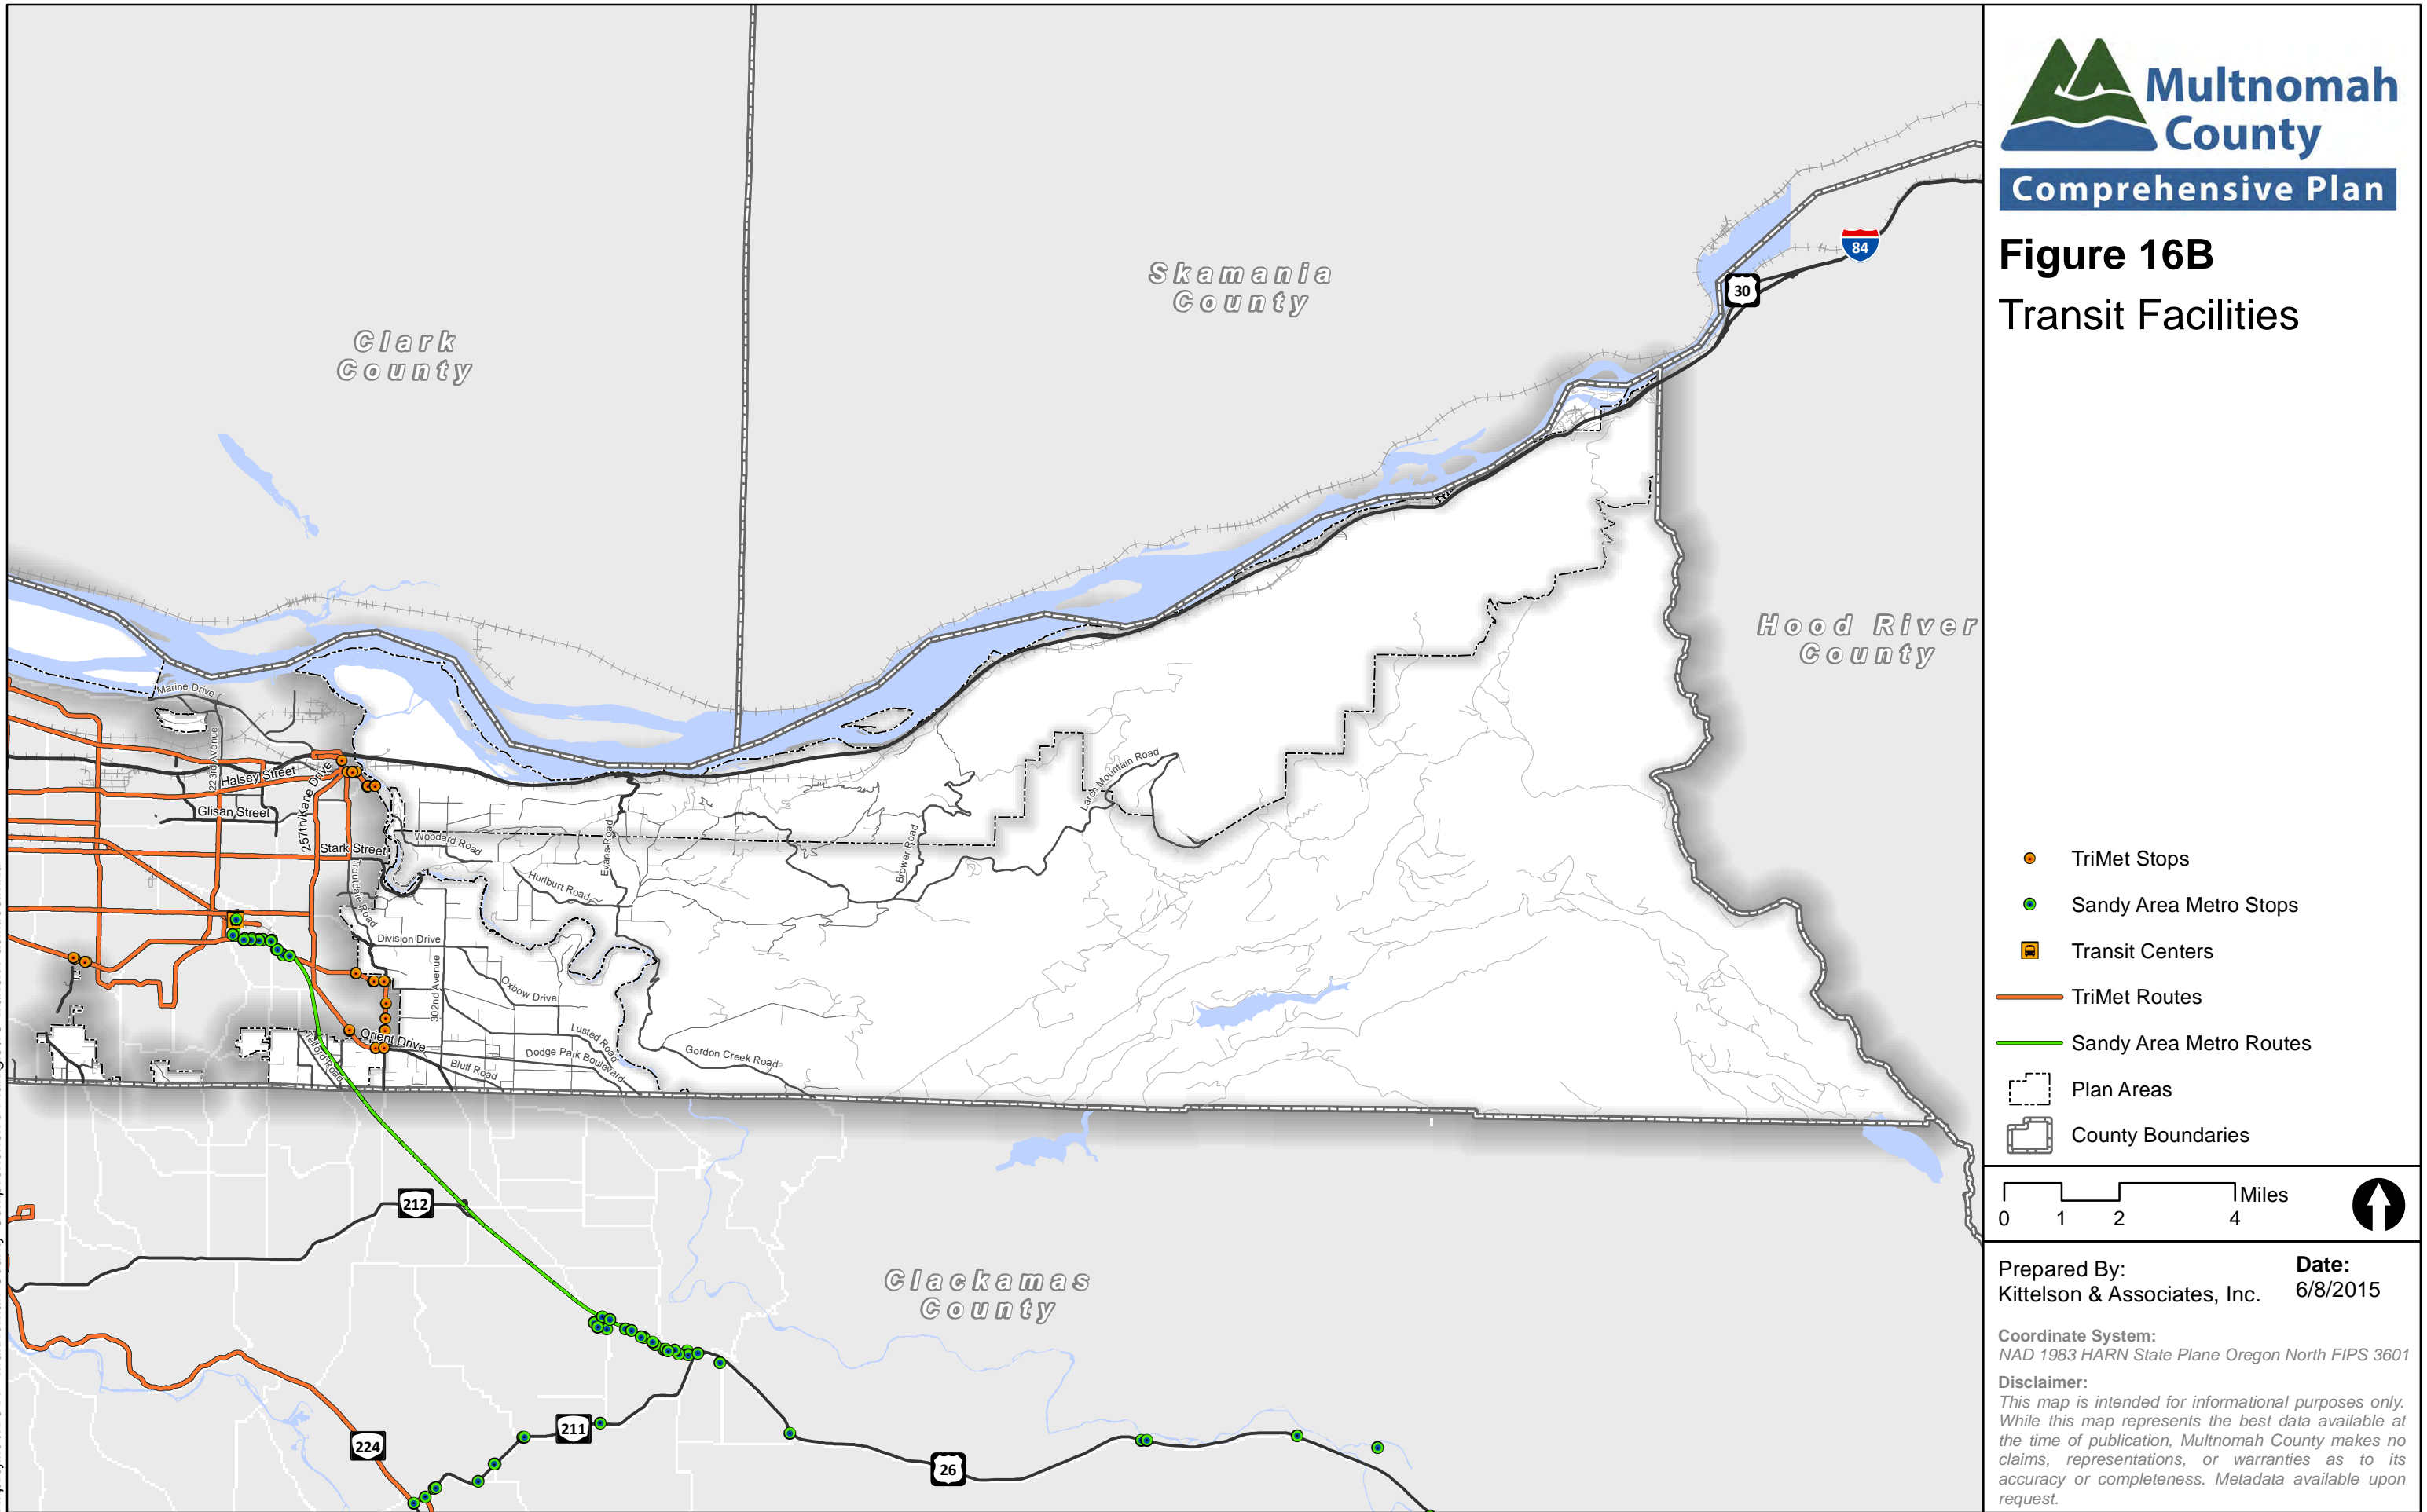 Multnomah
County
Comprehensive Plan
Figure 16B
Transit Facilities
Clark
County
Skamania
County
Hood River
County
Clackamas
County
84
30
212
211
224
26
Marine Drive
223rd Avenue
Halsey Street
257th/Kane Drive
Glisan Street
Stark Street
Troutdale Road
Woodard Road
Evans Road
Hurlburt Road
Brower Road
Larch Mountain Road
Division Drive
302nd Avenue
Oxbow Drive
Lusted Road
Orient Drive
Telford Road
Dodge Park Boulevard
Bluff Road
Gordon Creek Road
TriMet Stops
Sandy Area Metro Stops
Transit Centers
TriMet Routes
Sandy Area Metro Routes
Plan Areas
County Boundaries
Miles
0 1 2 4
Prepared By:
Kittelson & Associates, Inc.
Date:
6/8/2015
Coordinate System:
NAD 1983 HARN State Plane Oregon North FIPS 3601
Disclaimer:
This map is intended for informational purposes only.
While this map represents the best data available at
the time of publication, Multnomah County makes no
claims, representations, or warranties as to its
accuracy or completeness. Metadata available upon
request.